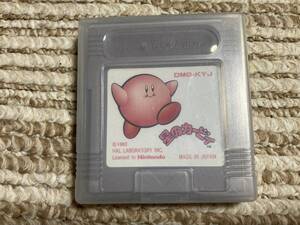 DMG-KYJ
星のカービィ
©1992
HAL LABORATORY INC.
Licensed to Nintendo
MADE IN JAPAN